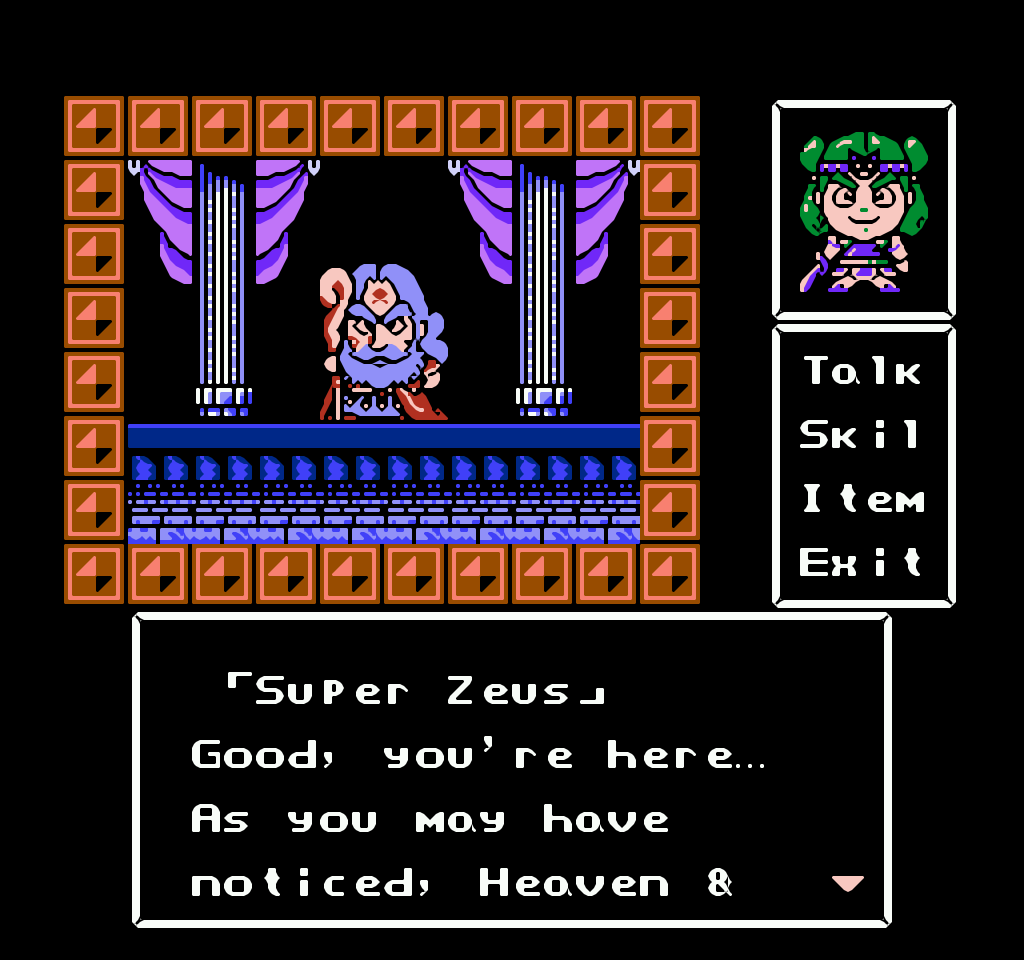 Talk
Skil
Item
Exit
「Super Zeus」
Good, you're here…
As you may have
noticed, Heaven &